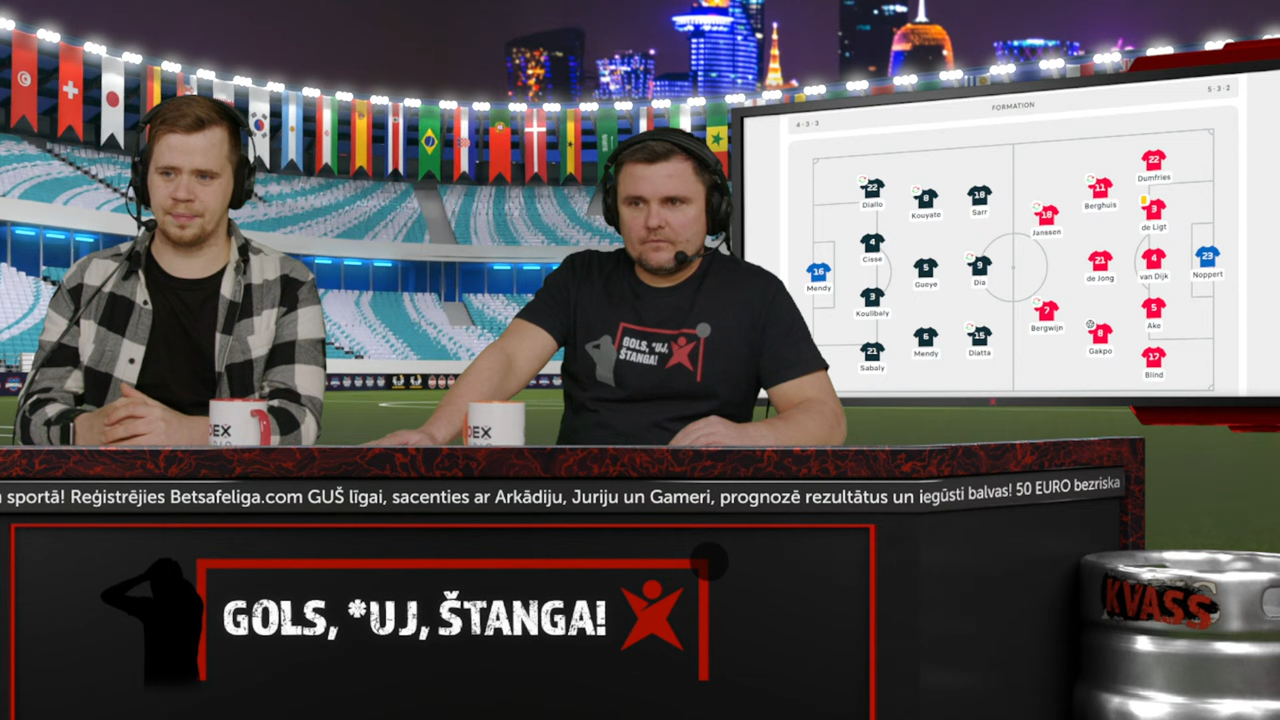 FORMATION
4-3-3
5-3-2
22
Diallo
8
Kouyate
18
Sarr
4
Cisse
16
Mendy
5
Gueye
9
Dia
3
Koulibaly
6
Mendy
15
Diatta
21
Sabaly
18
Janssen
11
Berghuis
22
Dumfries
3
de Ligt
21
de Jong
4
van Dijk
23
Noppert
7
Bergwijn
8
Gakpo
5
Ake
17
Blind
GOLS, *UJ,
ŠTANGA!
DEX
DEX
sportā! Reģistrējies Betsafeliga.com GUŠ līgai, sacenties ar Arkādiju, Juriju un Gameri, prognozē rezultātus un iegūsti balvas! 50 EURO bezriska
GOLS, *UJ, ŠTANGA!
KVASS